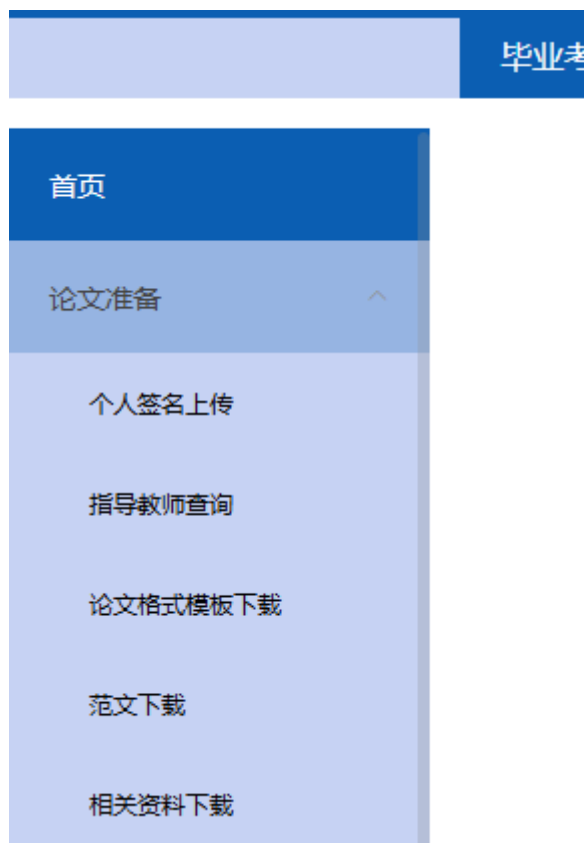 毕业考
首页
论文准备
个人签名上传
指导教师查询
论文格式模板下载
范文下载
相关资料下载